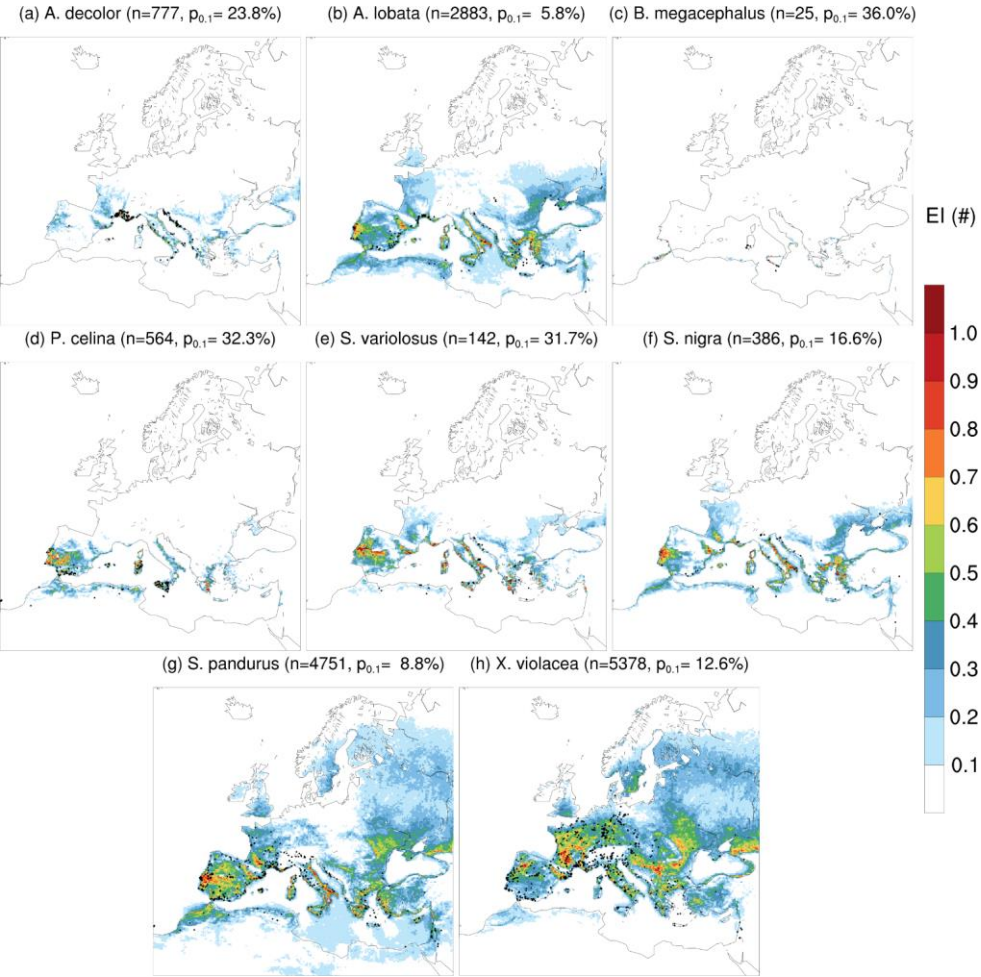 (a) A. decolor (n=777, p0.1= 23.8%)
(b) A. lobata (n=2883, p0.1= 5.8%)
(c) B. megacephalus (n=25, p0.1= 36.0%)
EI (#)
(d) P. celina (n=564, p0.1= 32.3%)
(e) S. variolosus (n=142, p0.1= 31.7%)
(f) S. nigra (n=386, p0.1= 16.6%)
1.0
0.9
0.8
0.7
0.6
0.5
0.4
0.3
0.2
0.1
(g) S. pandurus (n=4751, p0.1= 8.8%)
(h) X. violacea (n=5378, p0.1= 12.6%)